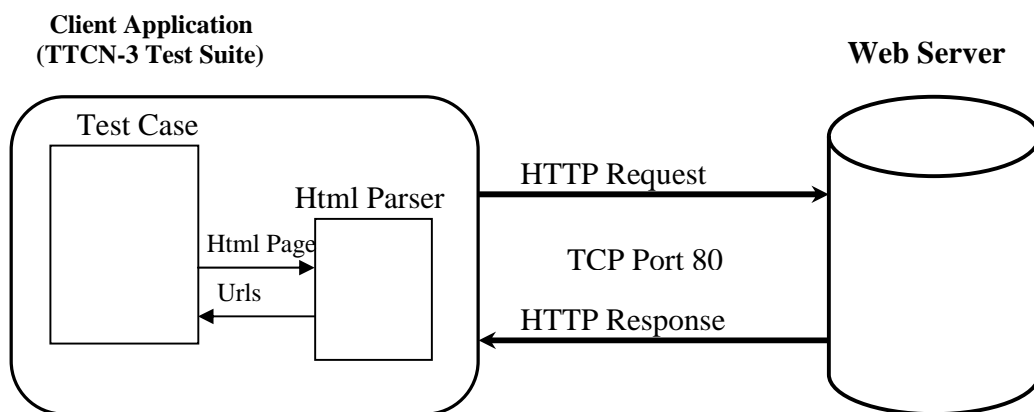 Client Application
(TTCN-3 Test Suite)
Web Server
Test Case
HTTP Request
Html Parser
Html Page
TCP Port 80
Urls
HTTP Response